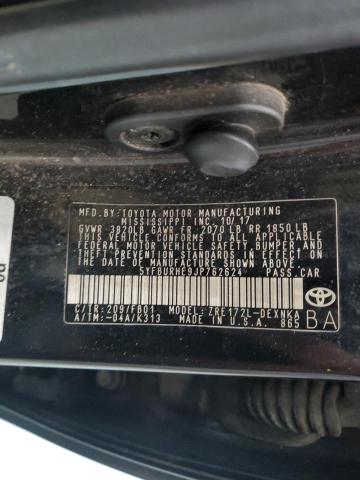 MFD.BY:TOYOTA MOTOR MANUFACTURING
MISSISSIPPI INC. 10/17
GVWR 3820LB GAWR FR 2070LB RR 1850LB
THIS VEHICLE CONFORMS TO ALL APPLICABLE
FEDERAL MOTOR VEHICLE SAFETY, BUMPER, AND
THEFT PREVENTION STANDARDS IN EFFECT ON
THE DATE OF MANUFACTURE SHOWN ABOVE.
5YFBURHE9JP762624 PASS.CAR
C/TR:209/FB01 MODEL:ZRE172L-DEXNKA
A/TM:-04A/K313 MADE IN U.S.A. 865
BA